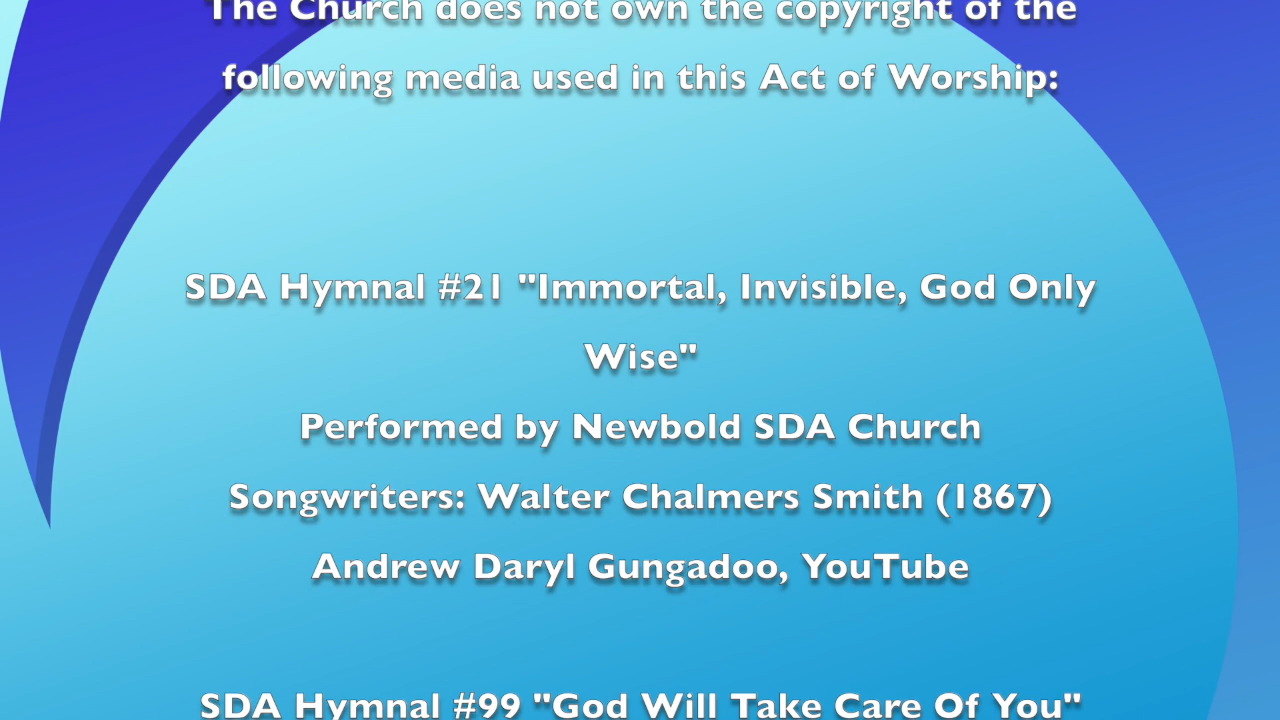 The Church does not own the copyright of the
following media used in this Act of Worship:
SDA Hymnal #21 "Immortal, Invisible, God Only
Wise"
Performed by Newbold SDA Church
Songwriters: Walter Chalmers Smith (1867)
Andrew Daryl Gungadoo, YouTube
SDA Hymnal #99 "God Will Take Care Of You"